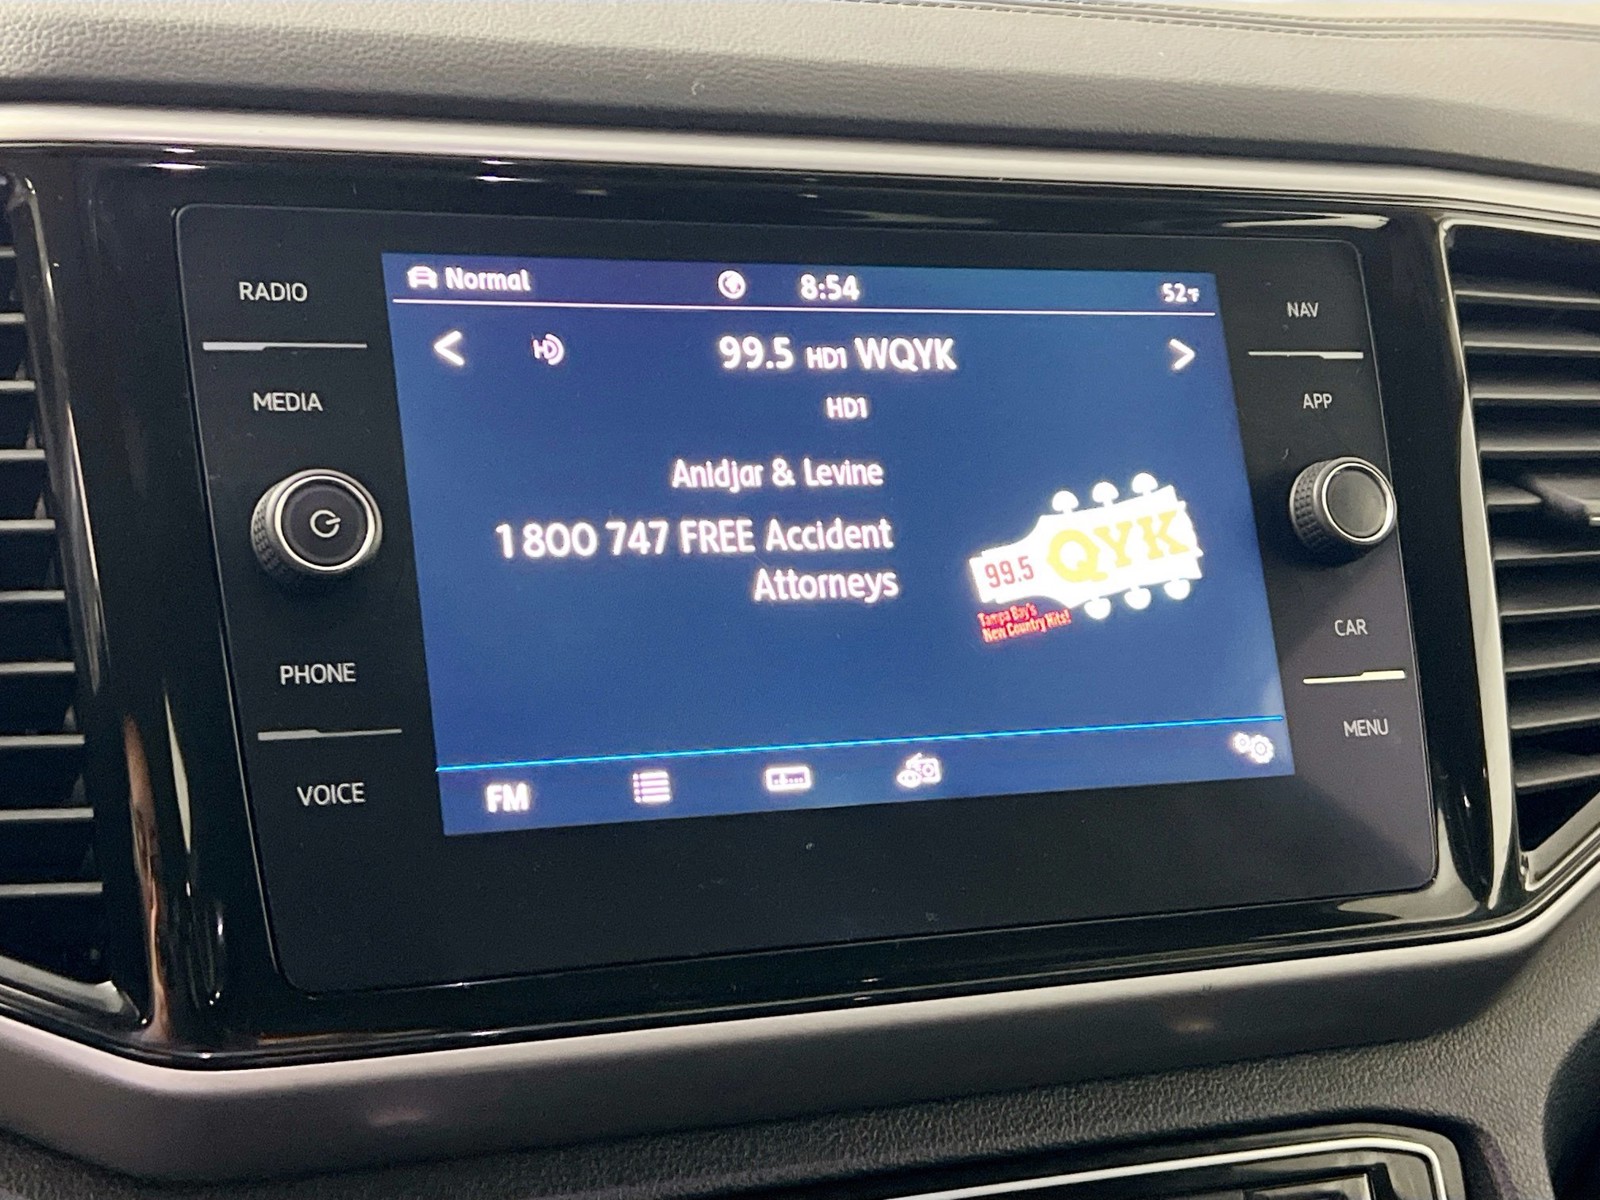 RADIO
MEDIA
PHONE
VOICE
Normal
8:54
52°F
99.5 HD1 WQYK
HD
HD1
Anidjar & Levine
1 800 747 FREE Accident
Attorneys
99.5 QYK
Tampa Bay's
New Country Hits!
FM
NAV
APP
CAR
MENU